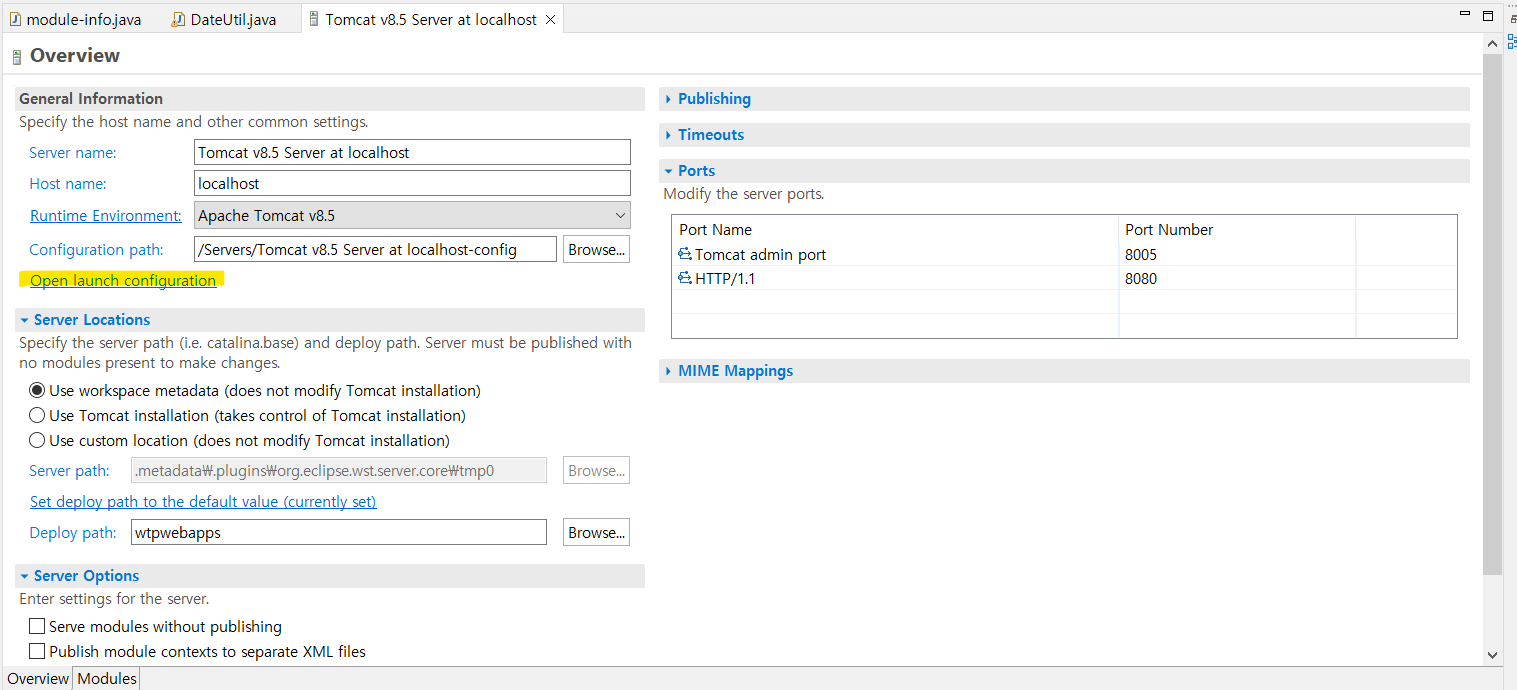 module-info.java
DateUtil.java
Tomcat v8.5 Server at localhost
Overview
General Information
Specify the host name and other common settings.
Server name:
Tomcat v8.5 Server at localhost
Host name:
localhost
Runtime Environment:
Apache Tomcat v8.5
Configuration path:
/Servers/Tomcat v8.5 Server at localhost-config
Browse...
Open launch configuration
Server Locations
Specify the server path (i.e. catalina.base) and deploy path. Server must be published with
no modules present to make changes.
Use workspace metadata (does not modify Tomcat installation)
Use Tomcat installation (takes control of Tomcat installation)
Use custom location (does not modify Tomcat installation)
Server path:
.metadata₩.plugins₩org.eclipse.wst.server.core₩tmp0
Browse...
Set deploy path to the default value (currently set)
Deploy path:
wtpwebapps
Browse...
Server Options
Enter settings for the server.
Serve modules without publishing
Publish module contexts to separate XML files
Publishing
Timeouts
Ports
Modify the server ports.
Port Name Port Number
Tomcat admin port 8005
HTTP/1.1 8080
MIME Mappings
Overview
Modules